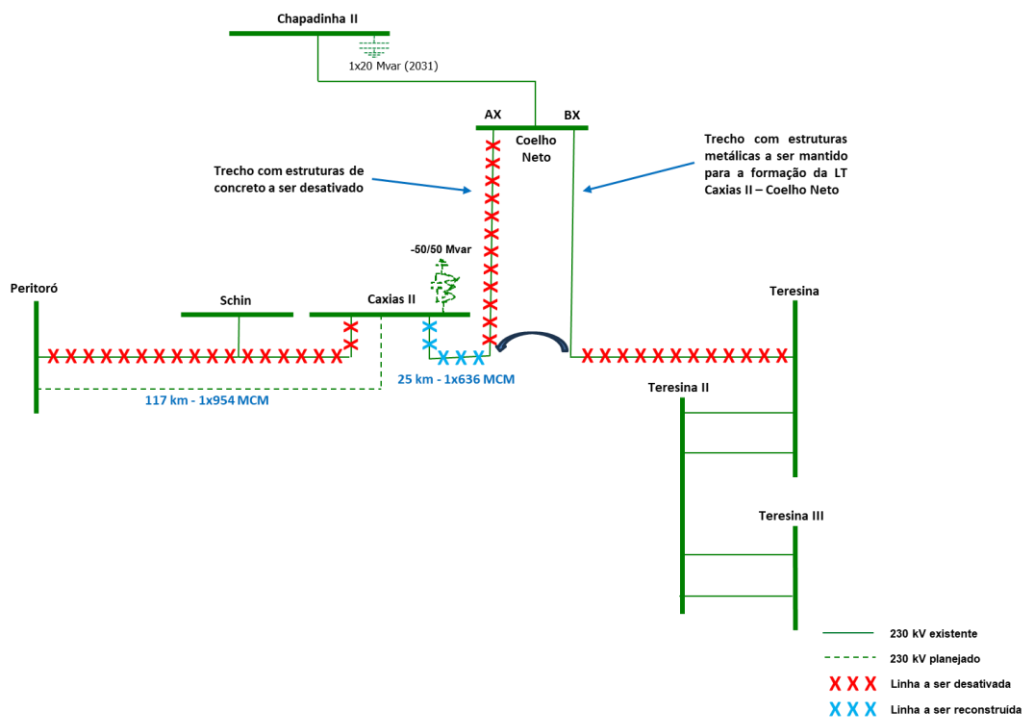 Chapadinha II
1x20 Mvar (2031)
AX
BX
Coelho
Neto
Trecho com estruturas de
concreto a ser desativado
Trecho com estruturas
metálicas a ser mantido
para a formação da LT
Caxias II – Coelho Neto
-50/50 Mvar
Peritoró
Schin
Caxias II
Teresina
25 km - 1x636 MCM
117 km - 1x954 MCM
Teresina II
Teresina III
230 kV existente
230 kV planejado
Linha a ser desativada
Linha a ser reconstruída